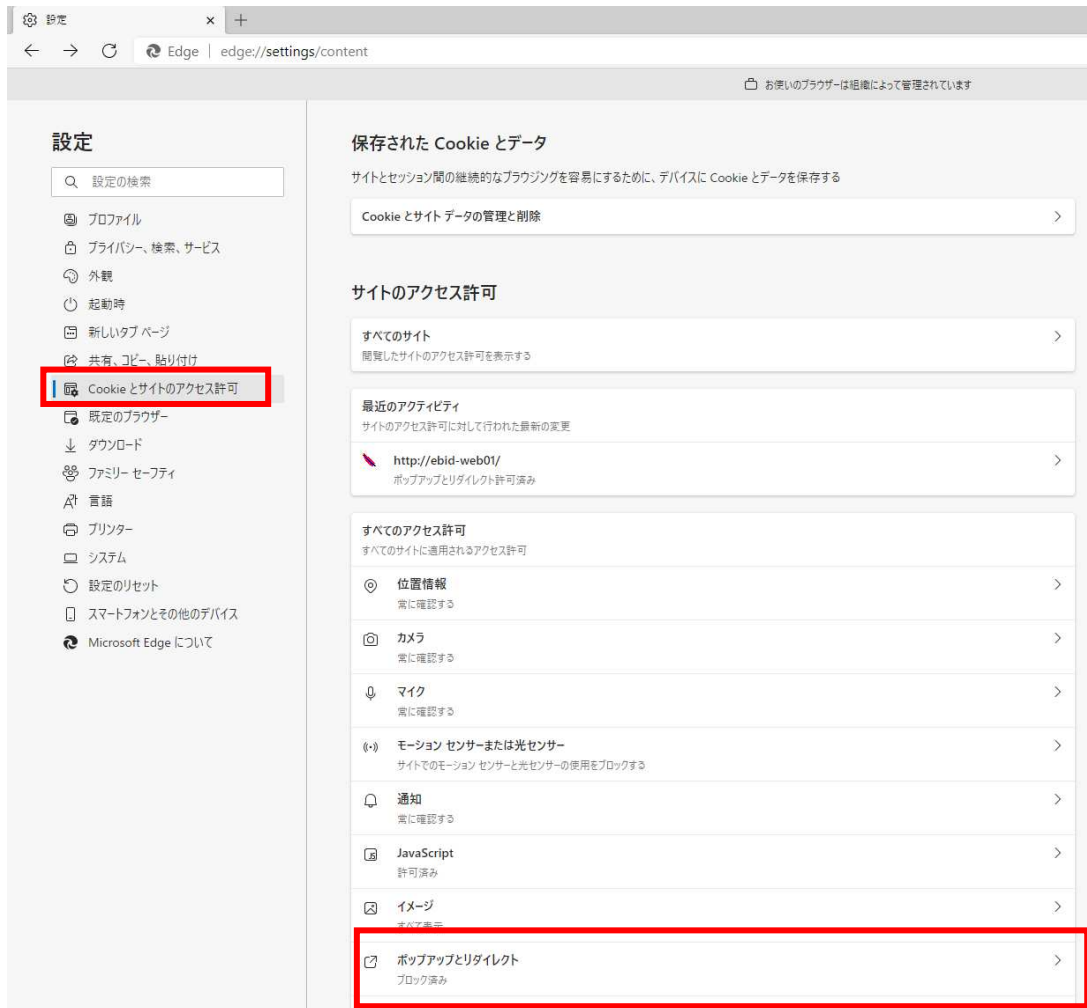 設定
Edge | edge://settings/content
お使いのブラウザーは組織によって管理されています
設定
設定の検索
プロファイル
プライバシー、検索、サービス
外観
起動時
新しいタブ ページ
共有、コピー、貼り付け
Cookie とサイトのアクセス許可
既定のブラウザー
ダウンロード
ファミリー セーフティ
言語
プリンター
システム
設定のリセット
スマートフォンとその他のデバイス
Microsoft Edge について
保存された Cookie とデータ
サイトとセッション間の継続的なブラウジングを容易にするために、デバイスに Cookie とデータを保存する
Cookie とサイト データの管理と削除
サイトのアクセス許可
すべてのサイト
閲覧したサイトのアクセス許可を表示する
最近のアクティビティ
サイトのアクセス許可に対して行われた最新の変更
http://ebid-web01/
ポップアップとリダイレクト許可済み
すべてのアクセス許可
すべてのサイトに適用されるアクセス許可
位置情報
常に確認する
カメラ
常に確認する
マイク
常に確認する
モーション センサーまたは光センサー
サイトでのモーション センサーと光センサーの使用をブロックする
通知
常に確認する
JavaScript
許可済み
イメージ
すべて表示
ポップアップとリダイレクト
ブロック済み